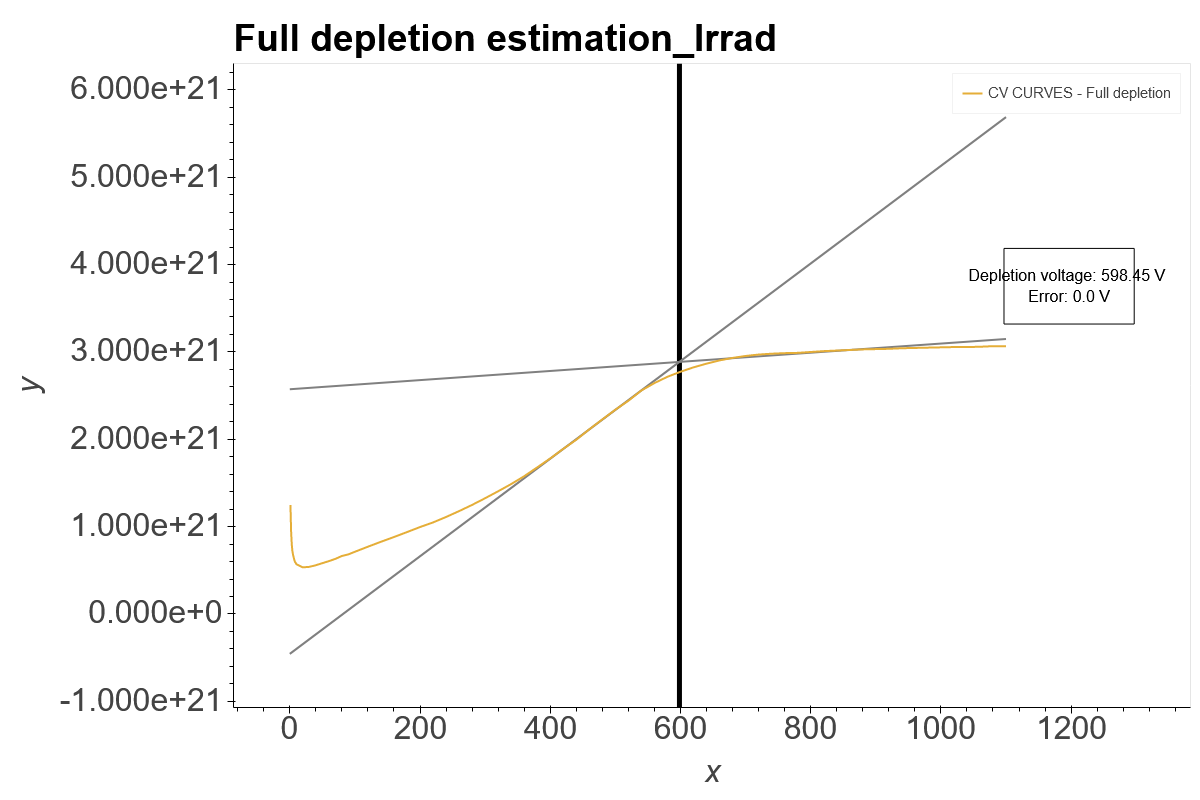 Full depletion estimation_Irrad
6.000e+21
5.000e+21
4.000e+21
3.000e+21
2.000e+21
1.000e+21
0.000e+0
-1.000e+21
y
CV CURVES - Full depletion
Depletion voltage: 598.45 V
Error: 0.0 V
0 200 400 600 800 1000 1200
x